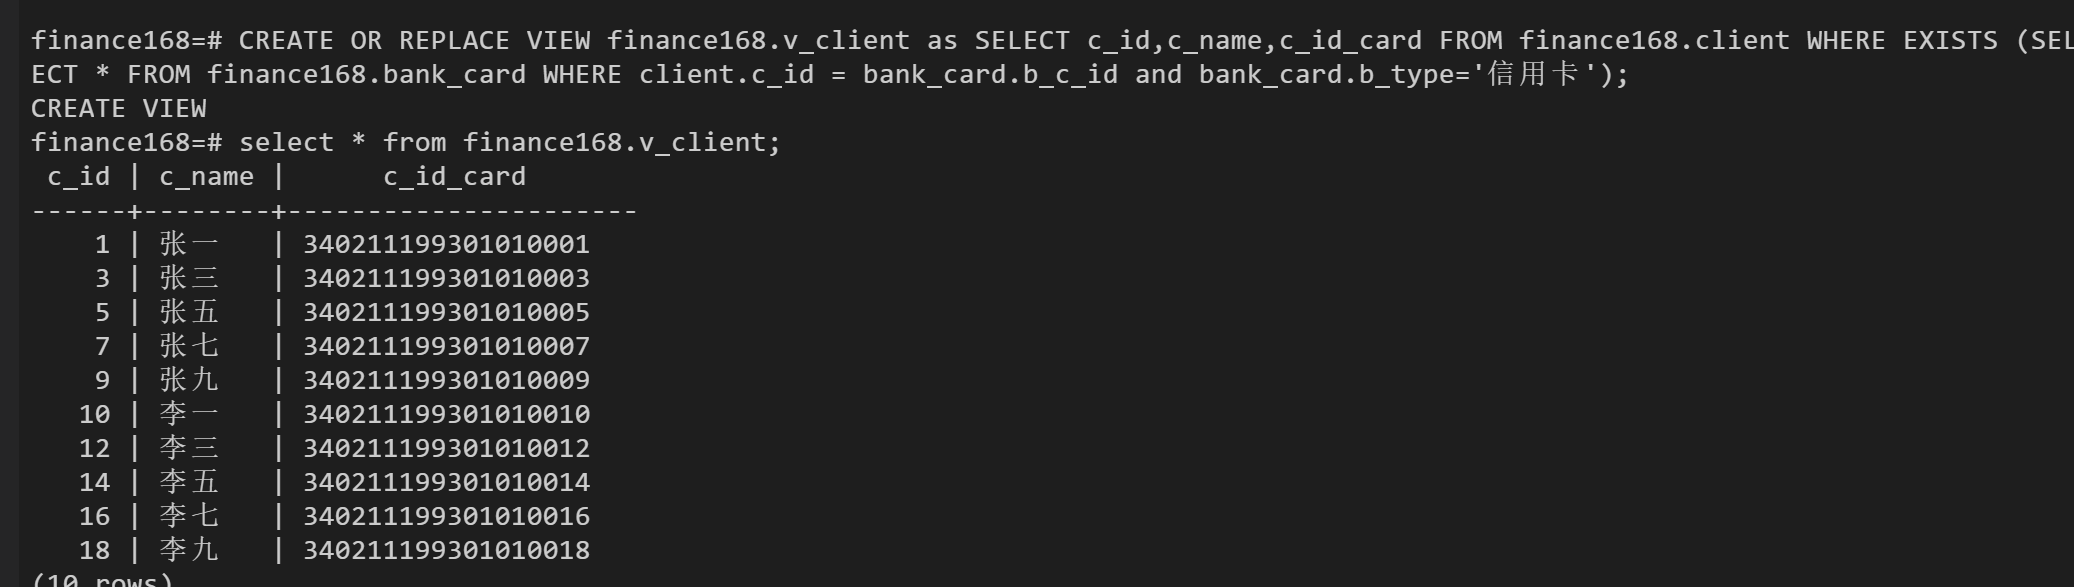 finance168=# CREATE OR REPLACE VIEW finance168.v_client as SELECT c_id,c_name,c_id_card FROM finance168.client WHERE EXISTS (SEL
ECT * FROM finance168.bank_card WHERE client.c_id = bank_card.b_c_id and bank_card.b_type='信用卡');
CREATE VIEW
finance168=# select * from finance168.v_client;
 c_id | c_name |      c_id_card
------+--------+----------------------
    1 | 张一   | 340211199301010001
    3 | 张三   | 340211199301010003
    5 | 张五   | 340211199301010005
    7 | 张七   | 340211199301010007
    9 | 张九   | 340211199301010009
   10 | 李一   | 340211199301010010
   12 | 李三   | 340211199301010012
   14 | 李五   | 340211199301010014
   16 | 李七   | 340211199301010016
   18 | 李九   | 340211199301010018
(10 rows)